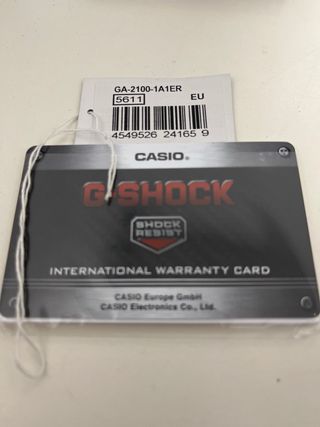 GA-2100-1A1ER
5611 EU
4549526 24165 9
CASIO®
G-SHOCK
SHOCK
RESIST
INTERNATIONAL WARRANTY CARD
CASIO Europe GmbH
CASIO Electronics Co., Ltd.